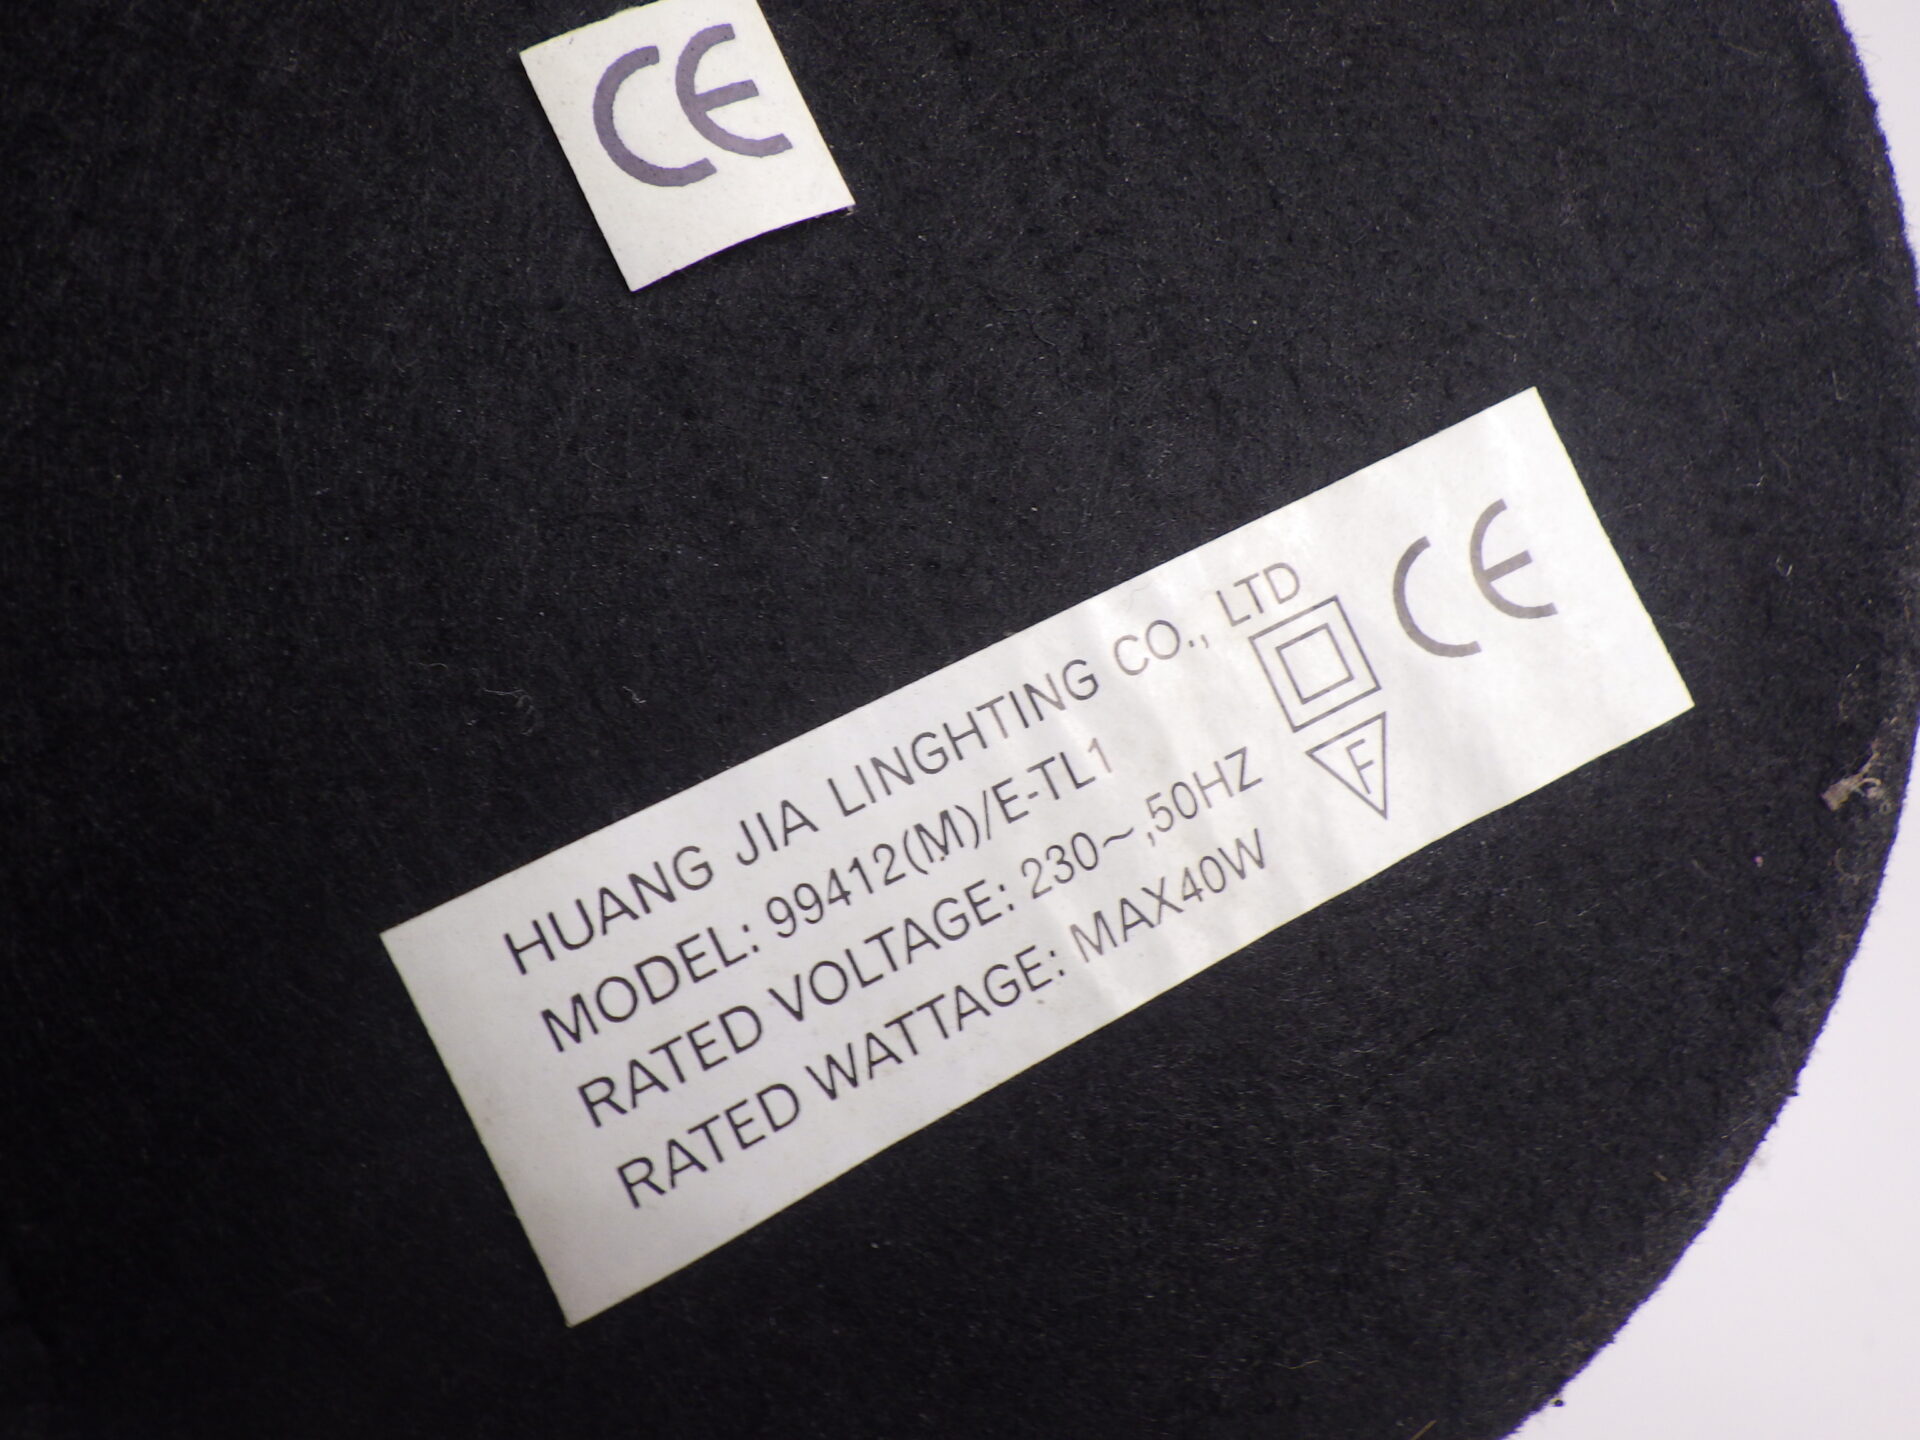 CE
HUANG JIA LINGHTING CO., LTD
MODEL: 99412(M)/E-TL1
RATED VOLTAGE: 230~,50HZ
RATED WATTAGE: MAX40W
F
CE